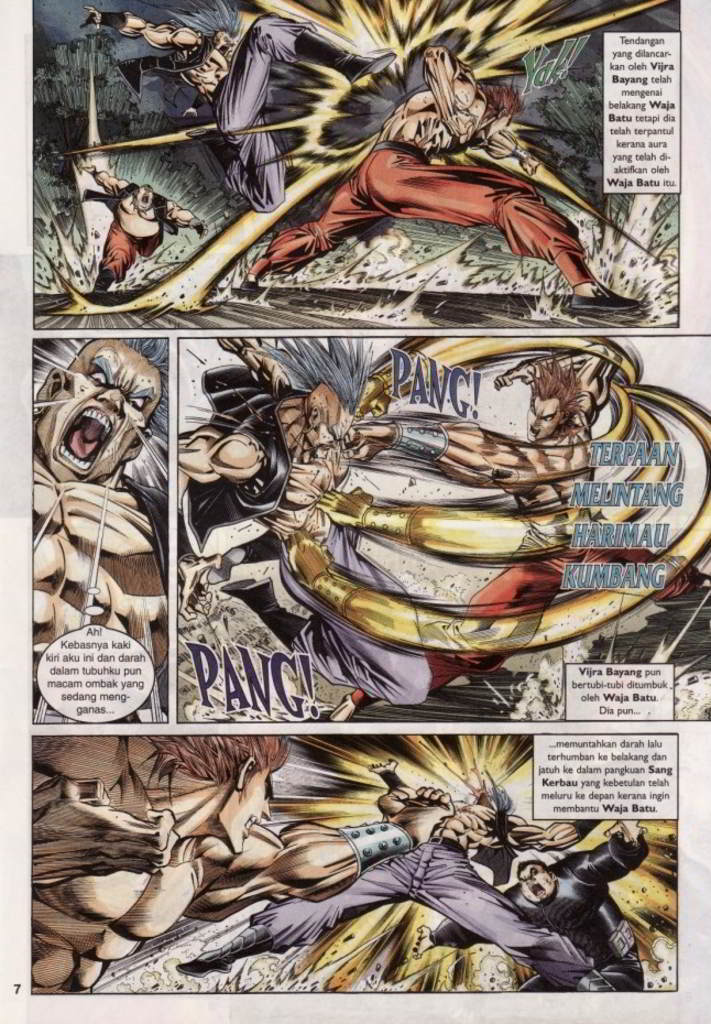 Yak!!
Tendangan
yang dilancar-
kan oleh Vijra
Bayang telah
mengenai
belakang Waja
Batu tetapi dia
telah terpantul
kerana aura
yang telah di-
aktifkan oleh
Waja Batu itu.
Ah!
Kebasnya kaki
kiri aku ini dan darah
dalam tubuhku pun
macam ombak yang
sedang meng-
ganas...
PANG!
TERPAAN
MELINTANG
HARIMAU
KUMBANG
PANG!
Vijra Bayang pun
bertubi-tubi ditumbuk
oleh Waja Batu.
Dia pun...
...memuntahkan darah lalu
terhumban ke belakang dan
jatuh ke dalam pangkuan Sang
Kerbau yang kebetulan telah
meluru ke depan kerana ingin
membantu Waja Batu.
7